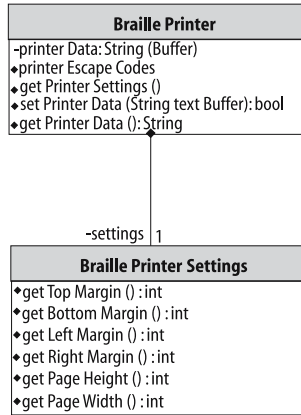 Braille Printer
-printer Data: String (Buffer)
◆printer Escape Codes
◆get Printer Settings ()
◆set Printer Data (String text Buffer): bool
◆get Printer Data (): String
-settings 1
Braille Printer Settings
◆get Top Margin () : int
◆get Bottom Margin () : int
◆get Left Margin () : int
◆get Right Margin () : int
◆get Page Height () : int
◆get Page Width () : int